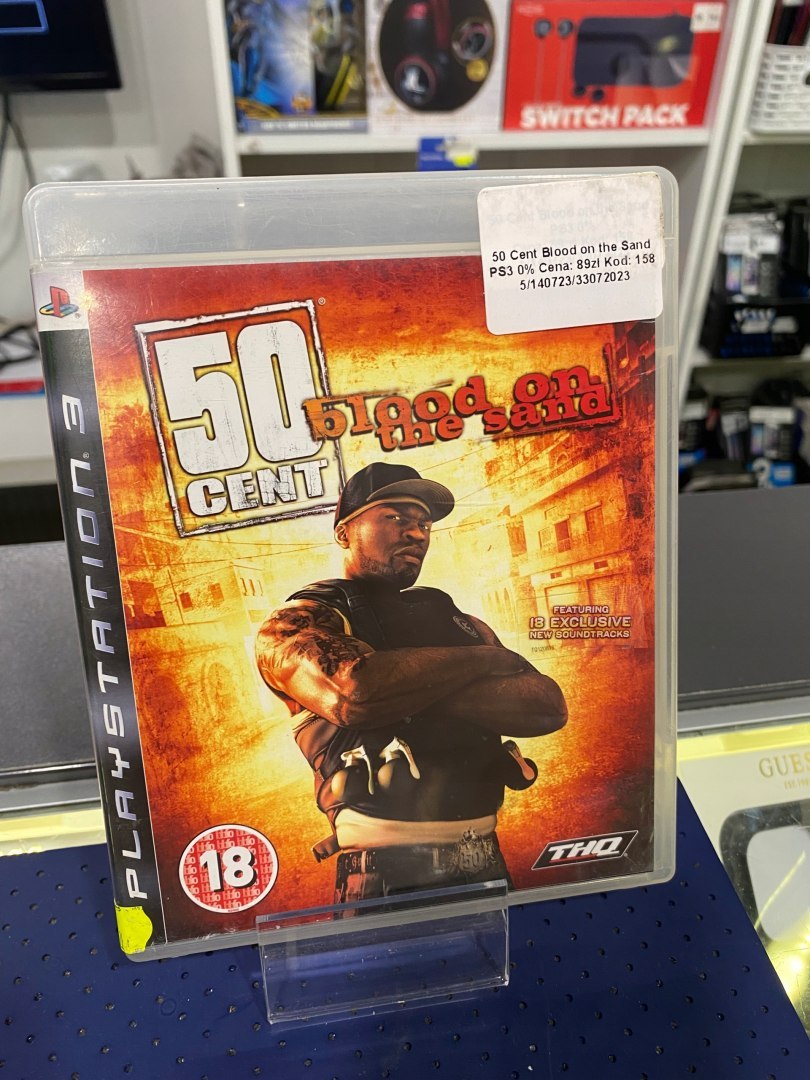 SWITCH PACK
50 Cent Blood on the Sand
PS3 0% Cena: 89zł Kod: 158
5/140723/33072023
PLAYSTATION 3
50
CENT
blood on
the sand
FEATURING
18 EXCLUSIVE
NEW SOUNDTRACKS
18
THQ
GUES